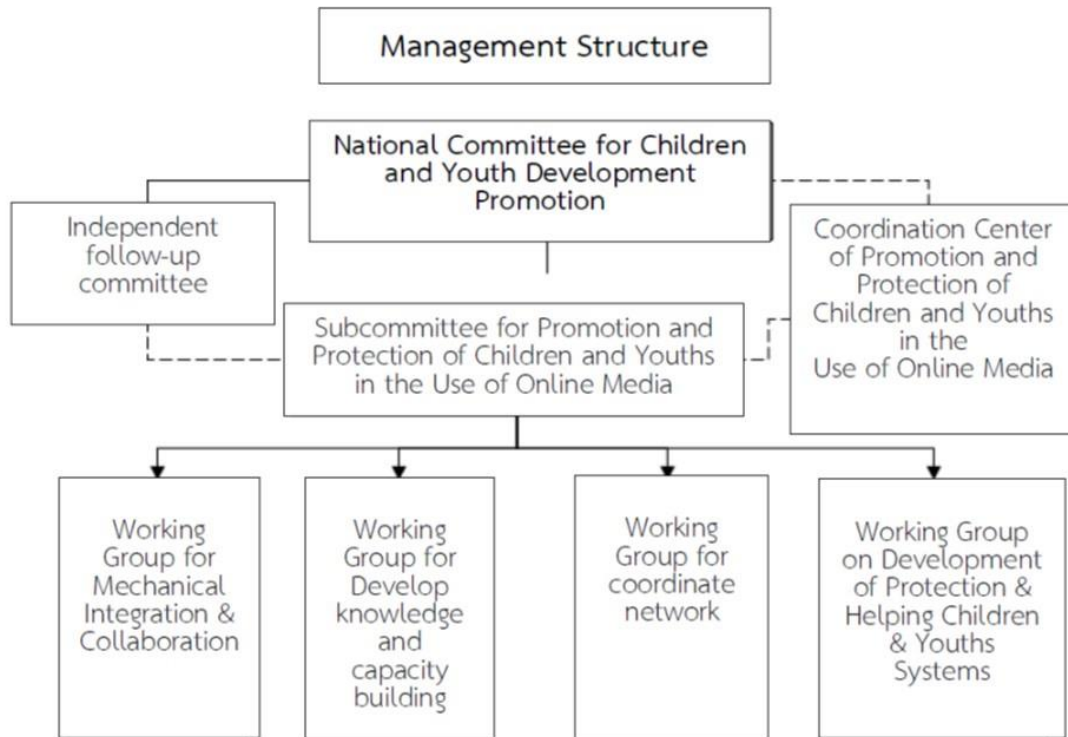 Management Structure
National Committee for Children
and Youth Development
Promotion
Independent
follow-up
committee
Coordination Center
of Promotion and
Protection of
Children and Youths
in the
Use of Online Media
Subcommittee for Promotion and
Protection of Children and Youths
in the Use of Online Media
Working
Group for
Mechanical
Integration &
Collaboration
Working
Group for
Develop
knowledge
and
capacity
building
Working
Group for
coordinate
network
Working Group
on Development
of Protection &
Helping Children
& Youths
Systems